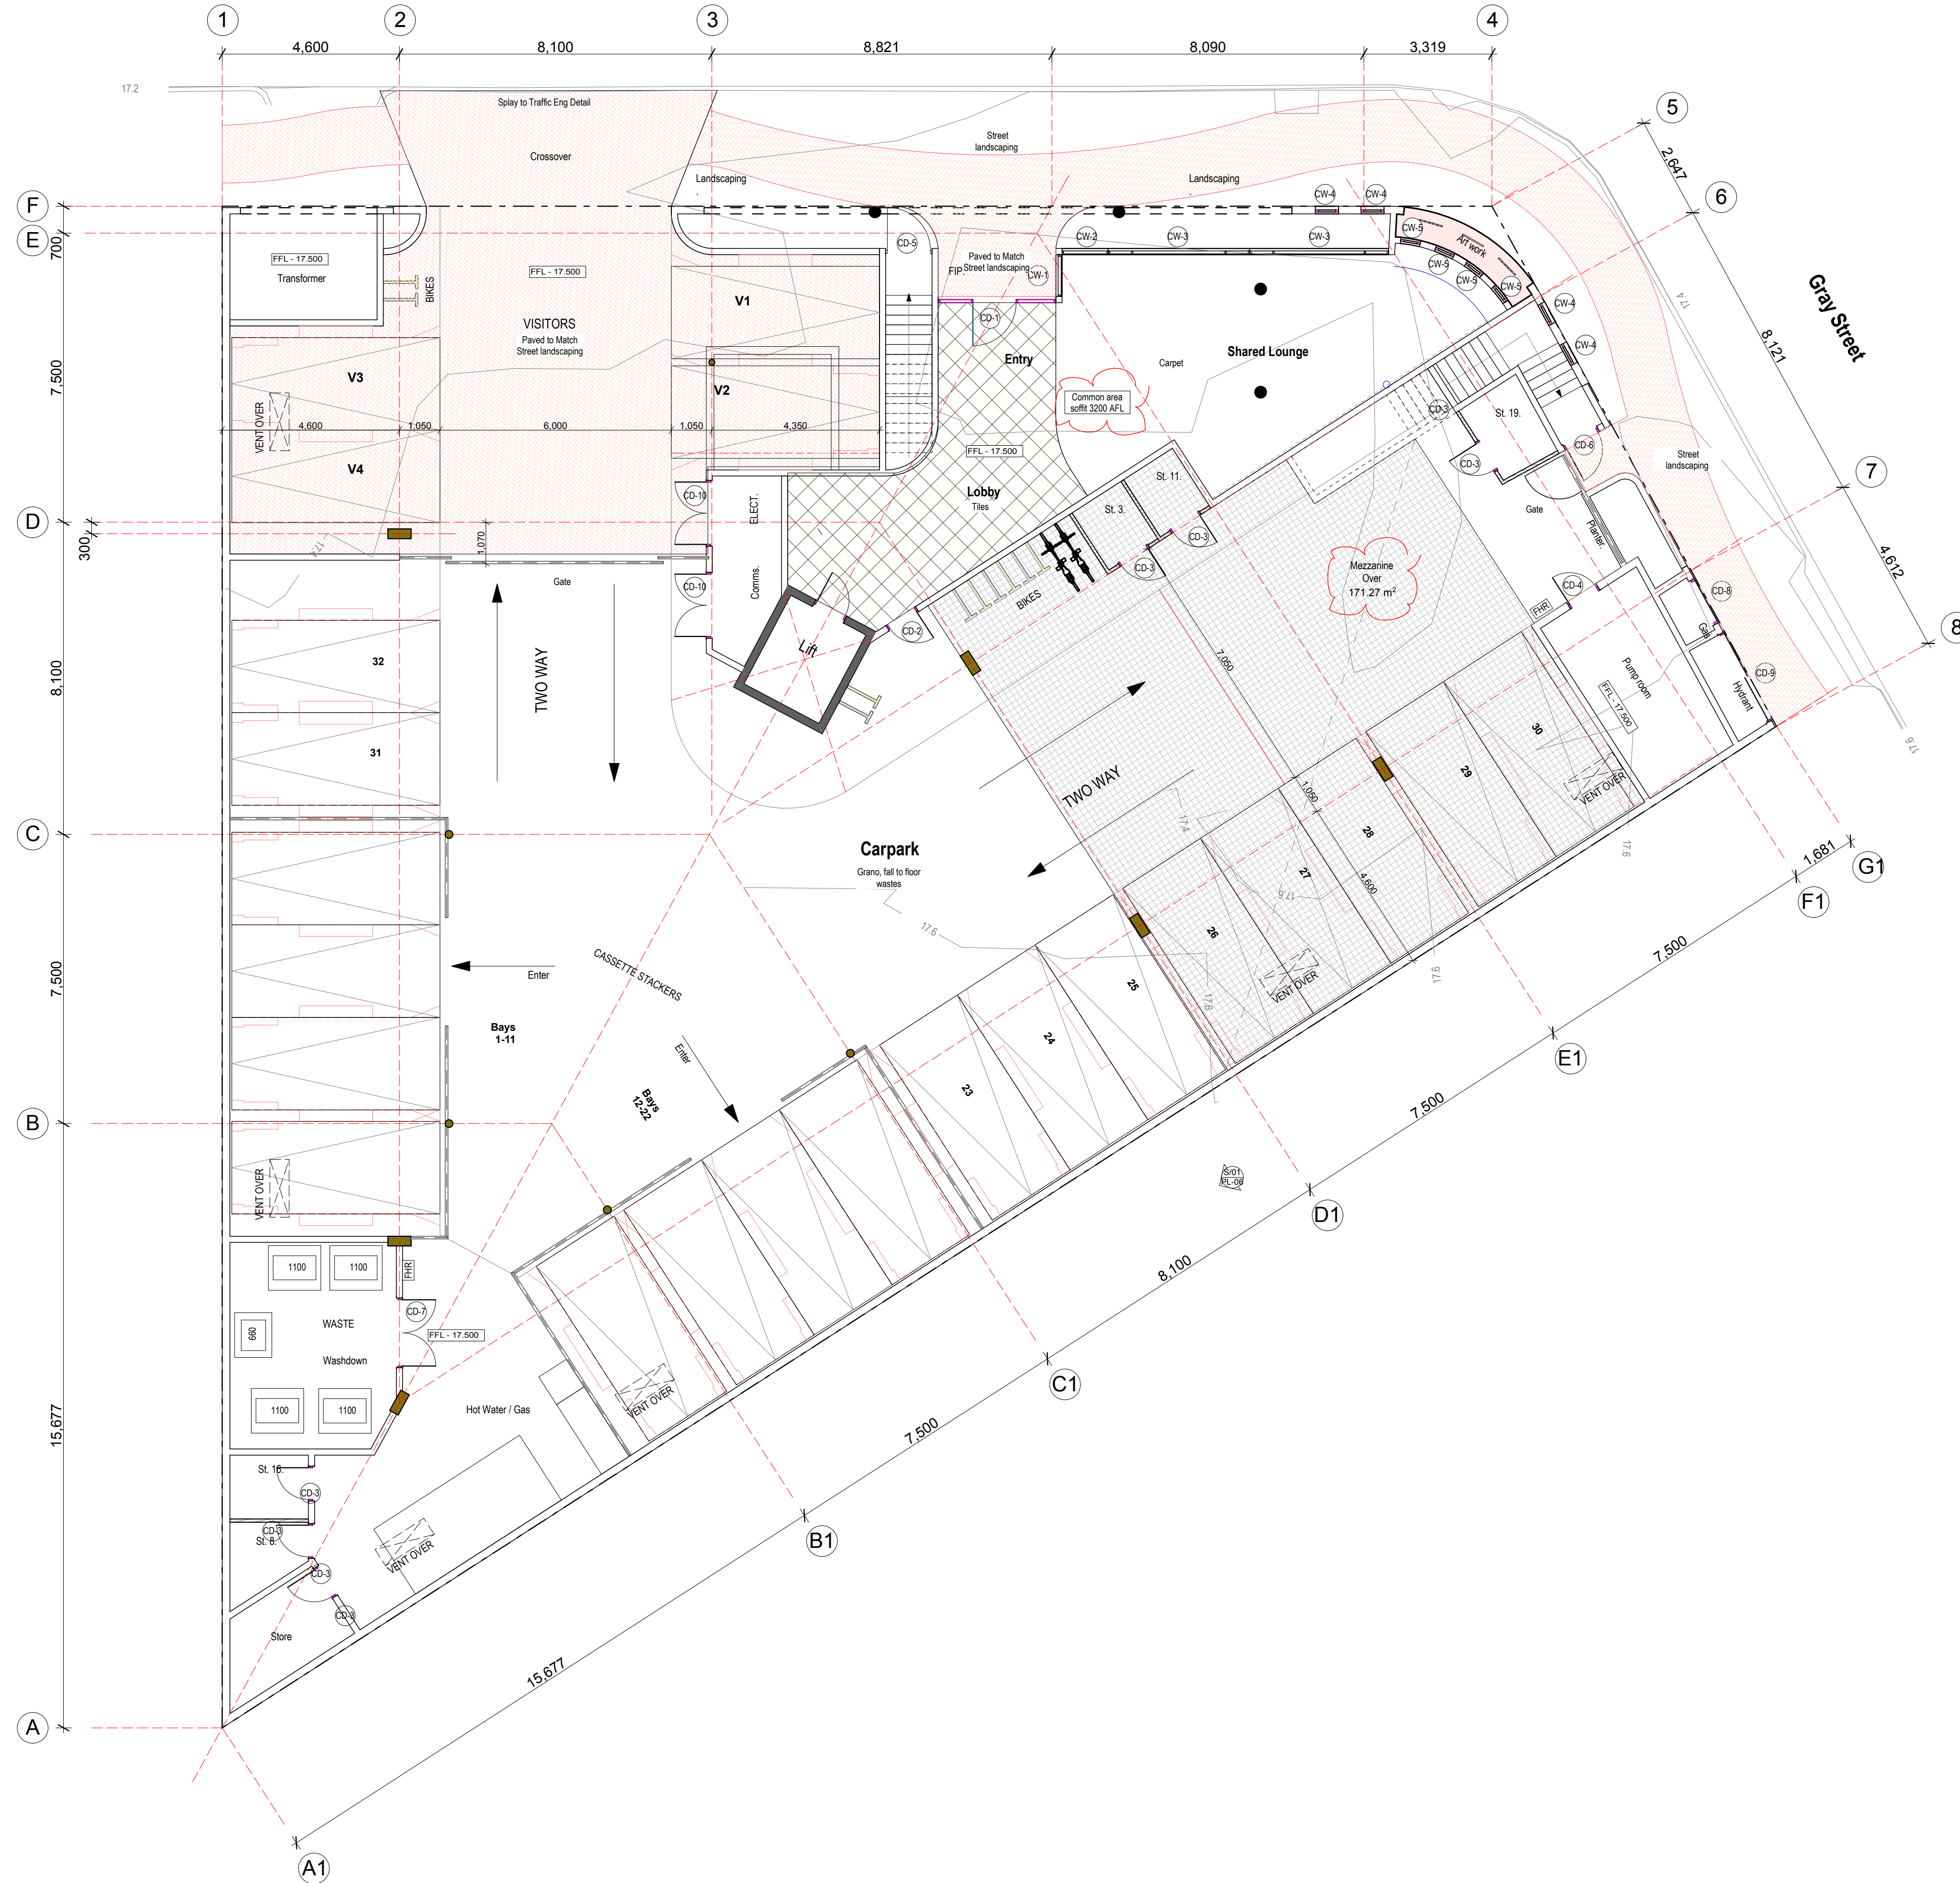 1
2
3
4
4,600
8,100
8,821
8,090
3,319
17.2
Splay to Traffic Eng Detail
Crossover
Street
landscaping
Landscaping
Landscaping
5
2,647
6
8,121
7
4,612
8
Gray Street
17.4
17.6
F
E
700
7,500
D
300
8,100
C
7,500
B
15,677
A
FFL - 17.500
Transformer
BIKES
FFL - 17.500
VISITORS
Paved to Match
Street landscaping
V1
V2
V3
V4
VENT OVER
4,600
1,050
6,000
1,050
4,350
17.4
1,070
Gate
CD-5
FIP
Paved to Match
Street landscaping
CW-1
CW-2
CW-3
CW-3
CW-4
CW-4
CW-5
Art work
CW-5
CW-5
CW-5
CW-4
CW-4
CD-1
Entry
Carpet
Shared Lounge
Common area
soffit 3200 AFL
FFL - 17.500
Lobby
Tiles
CD-10
ELECT.
CD-10
Comms.
Lift
CD-2
BIKES
St. 3.
St. 11.
CD-3
CD-3
CD-3
St. 19.
CD-3
CD-6
Street
landscaping
Gate
Planter.
Mezzanine
Over
171.27 m²
CD-4
FHR
CD-8
Gas
CD-9
Hydrant
Pump room
FFL - 17.500
32
31
TWO WAY
TWO WAY
7,050
1,050
4,600
17.4
17.6
17.6
17.6
17.6
17.6
30
29
28
27
26
25
24
23
VENT OVER
VENT OVER
Carpark
Grano, fall to floor
wastes
CASSETTE STACKERS
Enter
Bays
1-11
Enter
Bays
12-22
S/01
PL-06
VENT OVER
1100
1100
FHR
660
WASTE
CD-7
FFL - 17.500
Washdown
1100
1100
Hot Water / Gas
VENT OVER
VENT OVER
St. 16.
CD-3
CD-3
St. 8.
CD-3
CD-3
Store
G1
1,681
F1
7,500
E1
7,500
D1
8,100
C1
7,500
B1
15,677
A1